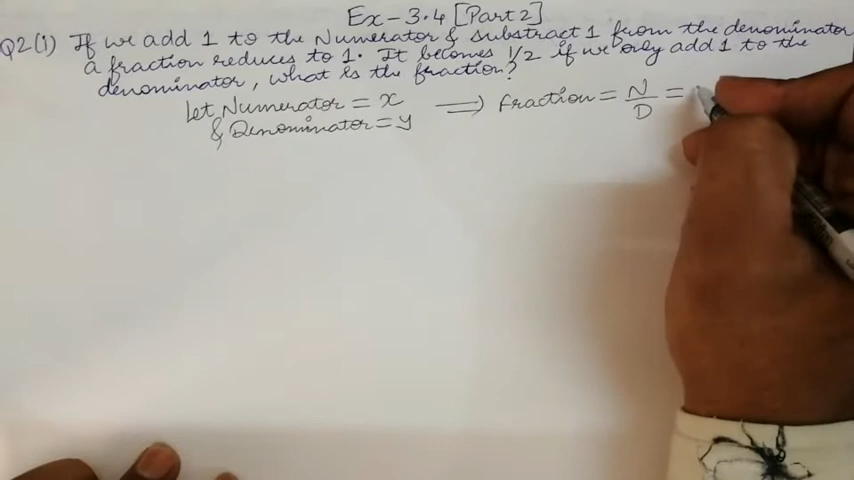 Ex-3.4 [Part 2]
Q2(i) If we add 1 to the Numerator & substract 1 from the denominator
a fraction reduces to 1. It becomes 1/2 if we only add 1 to the
denominator, what is the fraction?
Let Numerator = x ⟹ Fraction = N/D =
& Denominator = y